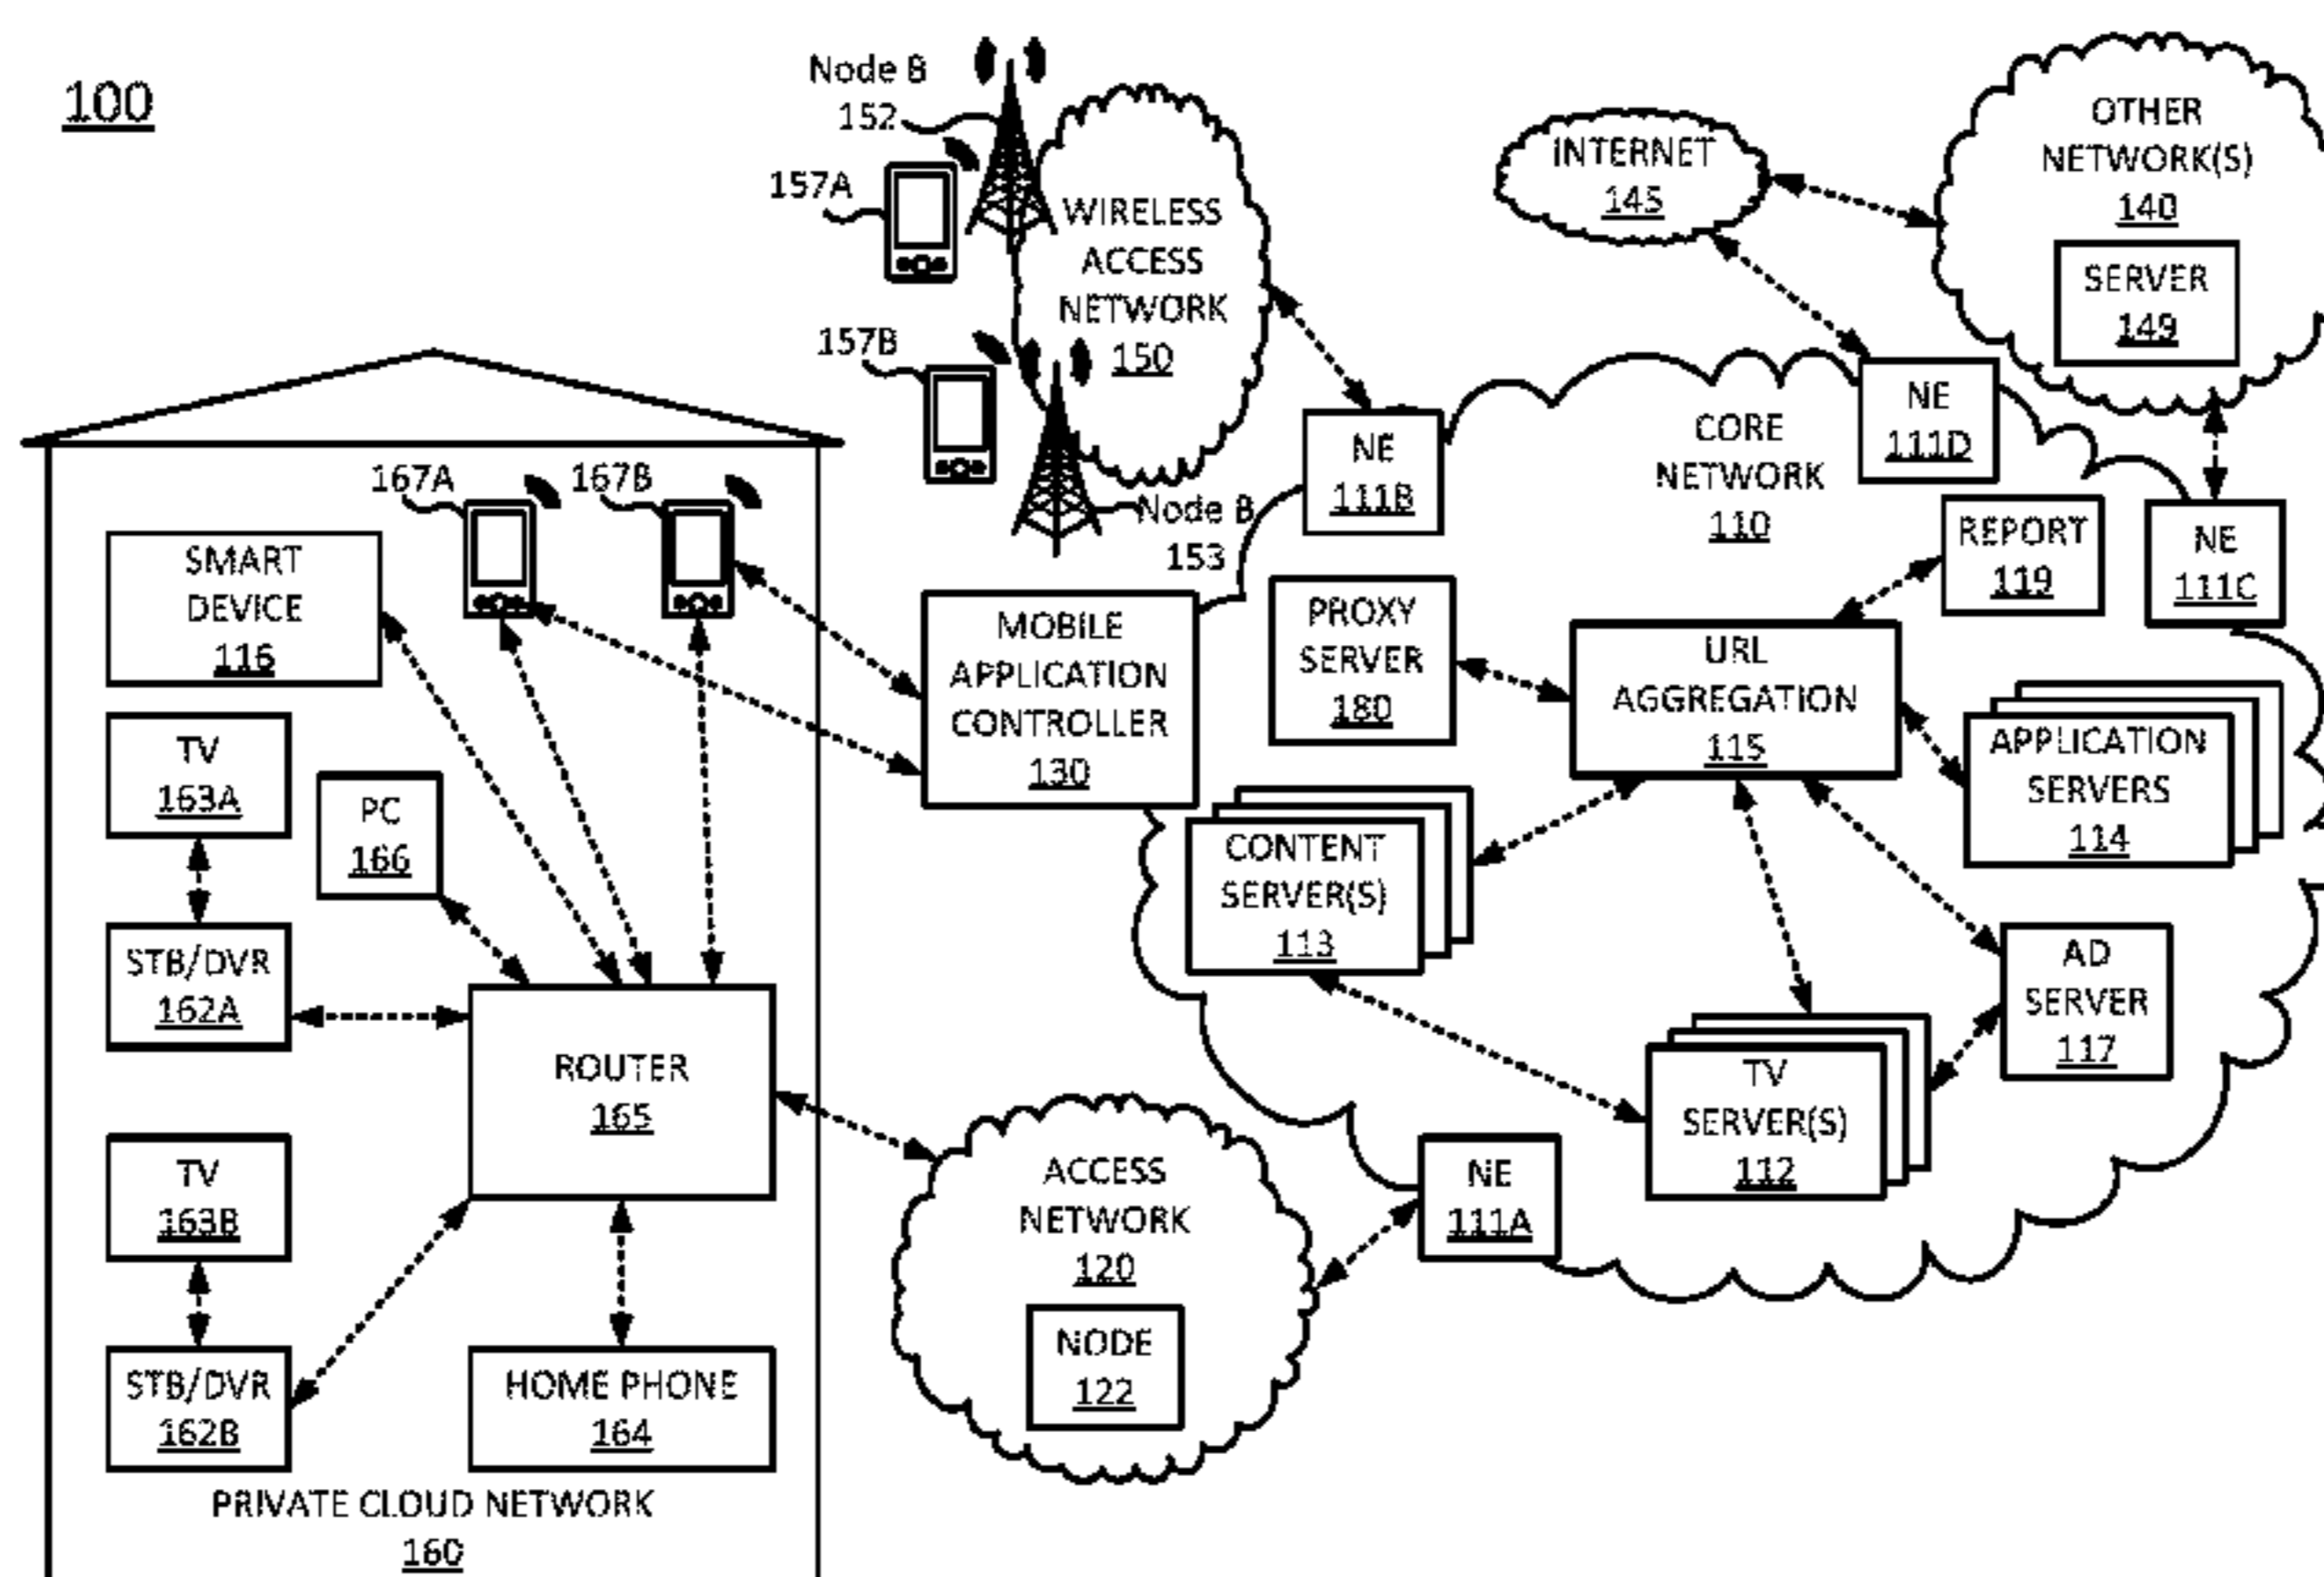 100
Node B
152
157A
157B
WIRELESS
ACCESS
NETWORK
150
Node B
153
INTERNET
145
OTHER
NETWORK(S)
140
SERVER
149
NE
111B
CORE
NETWORK
110
NE
111D
NE
111C
REPORT
119
PROXY
SERVER
180
URL
AGGREGATION
115
APPLICATION
SERVERS
114
MOBILE
APPLICATION
CONTROLLER
130
CONTENT
SERVER(S)
113
AD
SERVER
117
TV
SERVER(S)
112
NE
111A
ACCESS
NETWORK
120
NODE
122
167A
167B
SMART
DEVICE
116
TV
163A
PC
166
STB/DVR
162A
ROUTER
165
TV
163B
STB/DVR
162B
HOME PHONE
164
PRIVATE CLOUD NETWORK
160